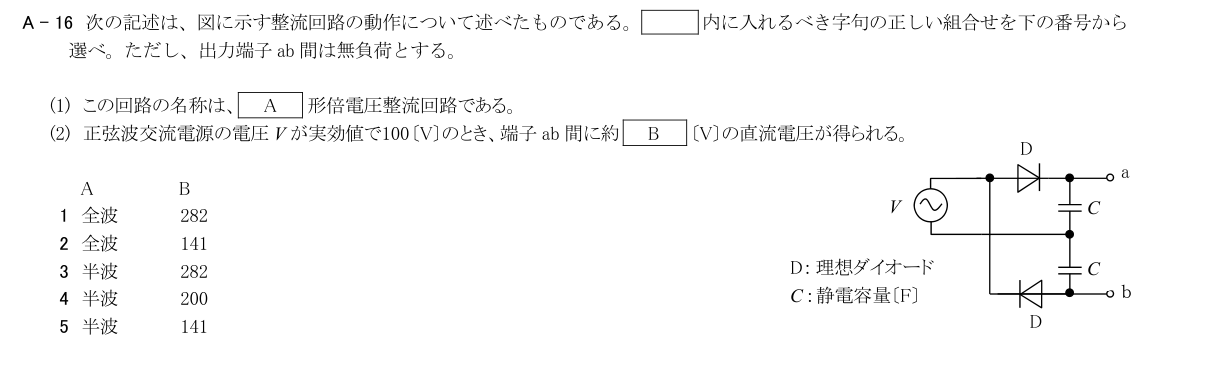 A－16 次の記述は、図に示す整流回路の動作について述べたものである。 内に入れるべき字句の正しい組合せを下の番号から
選べ。ただし、出力端子 ab 間は無負荷とする。
(1) この回路の名称は、 A 形倍電圧整流回路である。
(2) 正弦波交流電源の電圧 V が実効値で100〔V〕のとき、端子 ab 間に約 B 〔V〕の直流電圧が得られる。
A B
1 全波 282
2 全波 141
3 半波 282
4 半波 200
5 半波 141
D
a
V
C
D：理想ダイオード
C
C：静電容量〔F〕
b
D